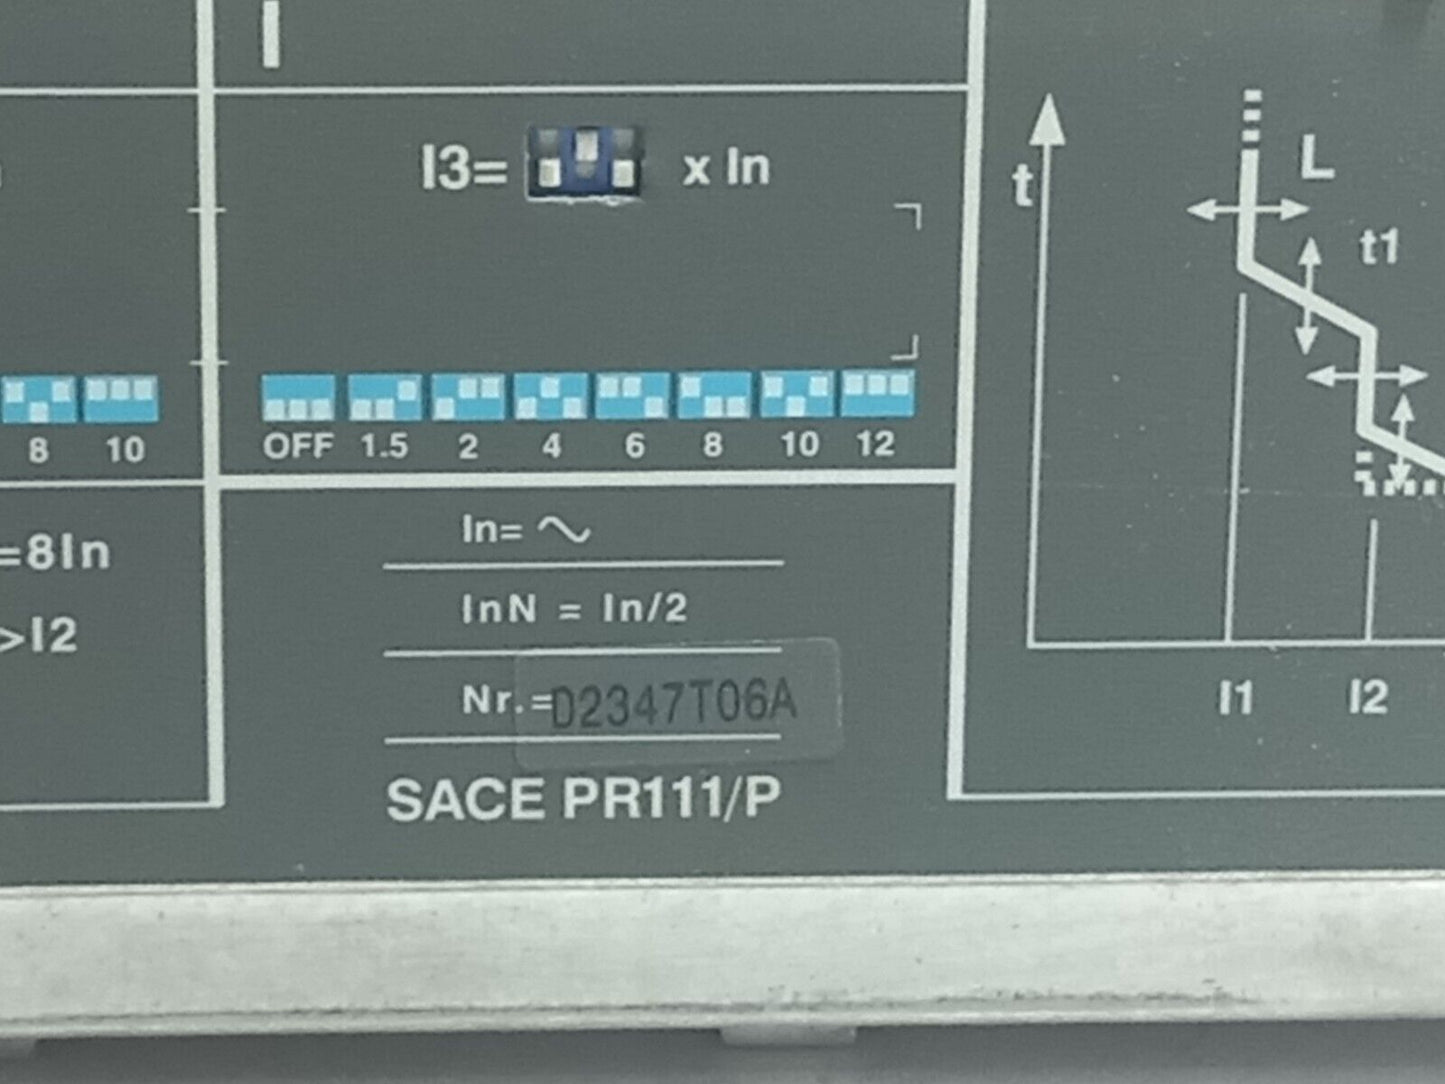 I
I3= x In
8 10
OFF 1.5 2 4 6 8 10 12
=8In
>I2
In= ~
InN = In/2
Nr.=D2347T06A
SACE PR111/P
t
L
t1
I1 I2